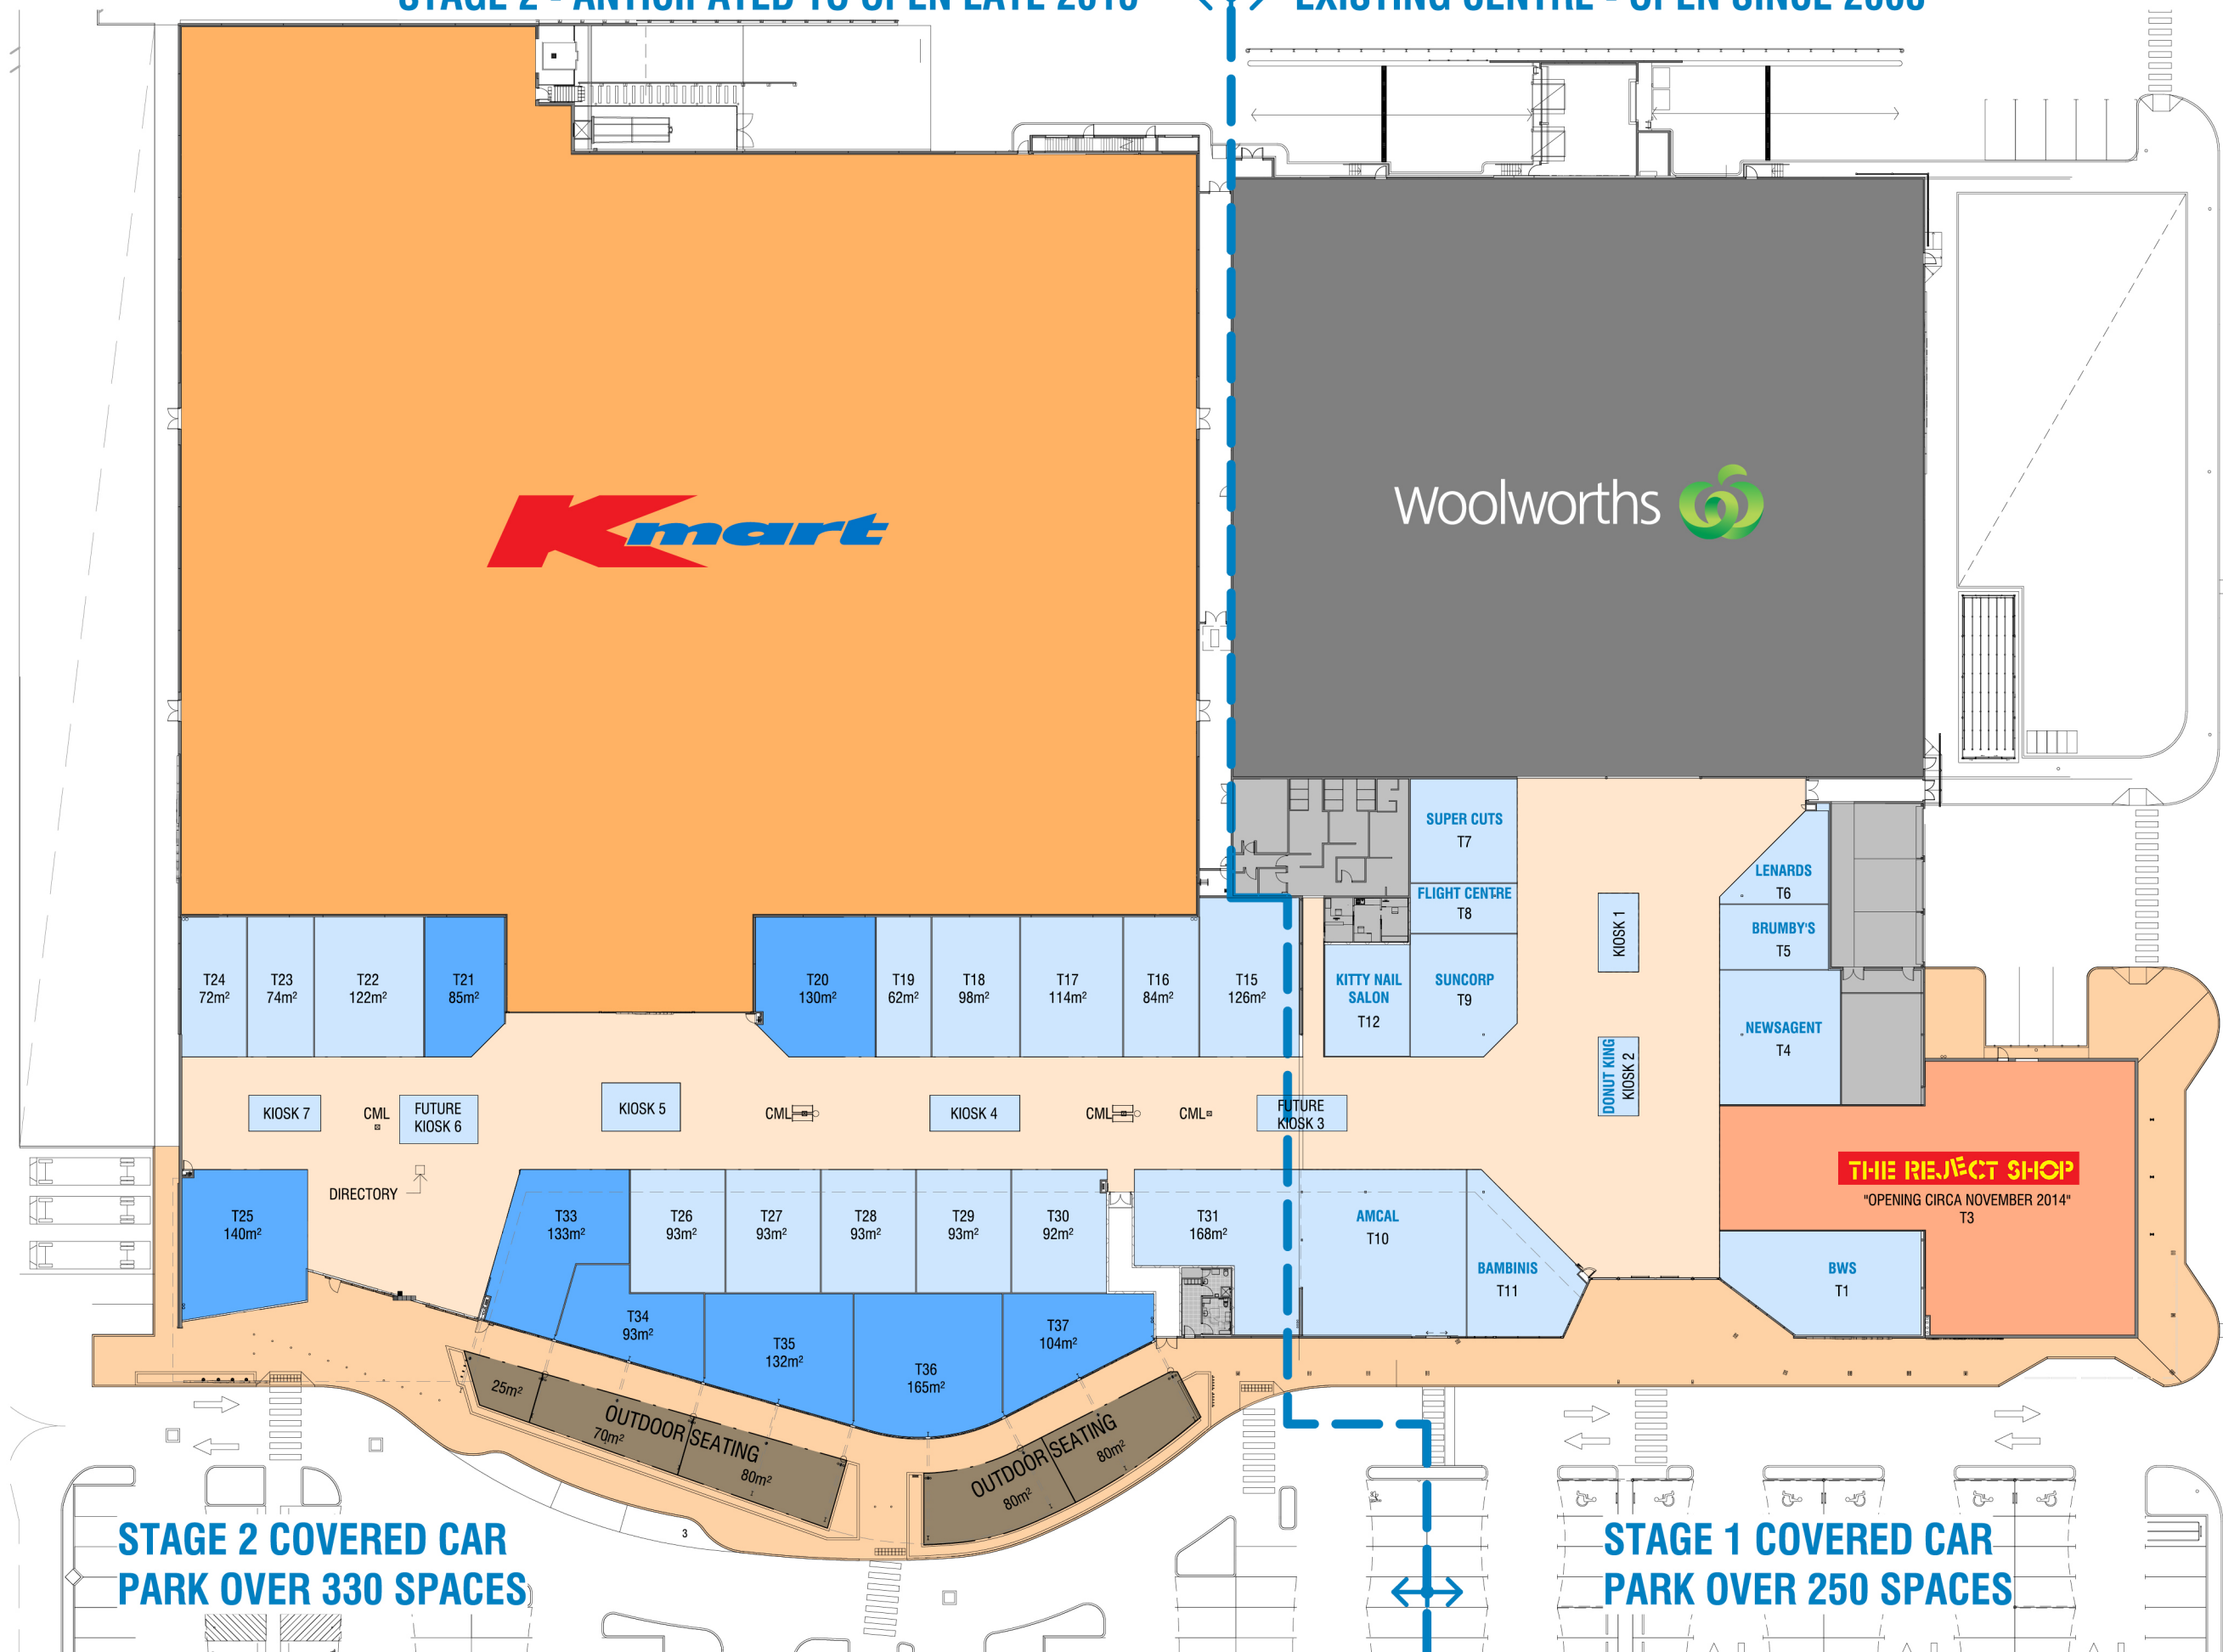 STAGE 2 - ANTICIPATED TO OPEN LATE
EXISTING CENTRE - OPEN SINCE
Kmart
Woolworths
SUPER CUTS
T7
FLIGHT CENTRE
T8
LENARDS
T6
BRUMBY'S
T5
KIOSK 1
T24
72m²
T23
74m²
T22
122m²
T21
85m²
T20
130m²
T19
62m²
T18
98m²
T17
114m²
T16
84m²
T15
126m²
KITTY NAIL
SALON
T12
SUNCORP
T9
NEWSAGENT
T4
DONUT KING
KIOSK 2
KIOSK 7
CML
FUTURE
KIOSK 6
KIOSK 5
CML
KIOSK 4
CML
CML
FUTURE
KIOSK 3
DIRECTORY
THE REJECT SHOP
"OPENING CIRCA NOVEMBER 2014"
T3
T25
140m²
T33
133m²
T26
93m²
T27
93m²
T28
93m²
T29
93m²
T30
92m²
T31
168m²
AMCAL
T10
BAMBINIS
T11
BWS
T1
T34
93m²
T35
132m²
T36
165m²
T37
104m²
25m²
OUTDOOR SEATING
70m²
80m²
OUTDOOR SEATING
80m²
80m²
3
STAGE 2 COVERED CAR
PARK OVER 330 SPACES
STAGE 1 COVERED CAR
PARK OVER 250 SPACES